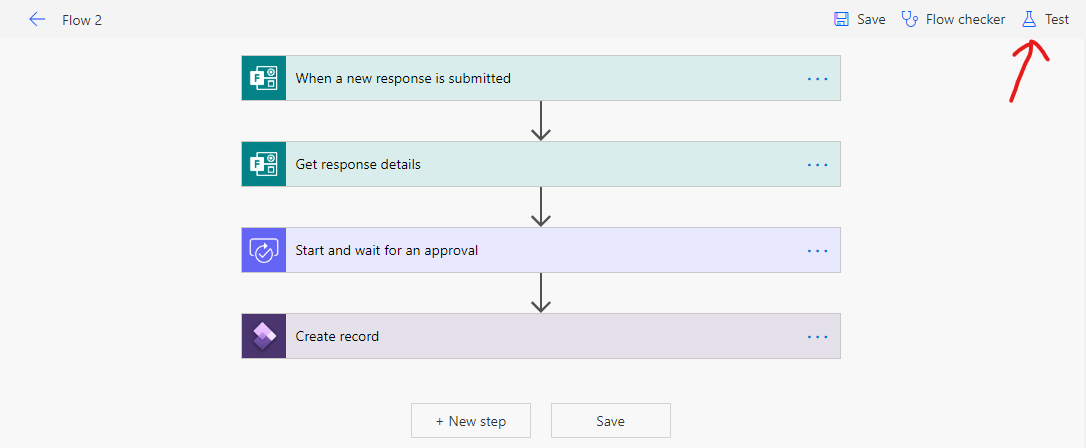 Flow 2
Save
Flow checker
Test
When a new response is submitted
Get response details
Start and wait for an approval
Create record
+ New step
Save